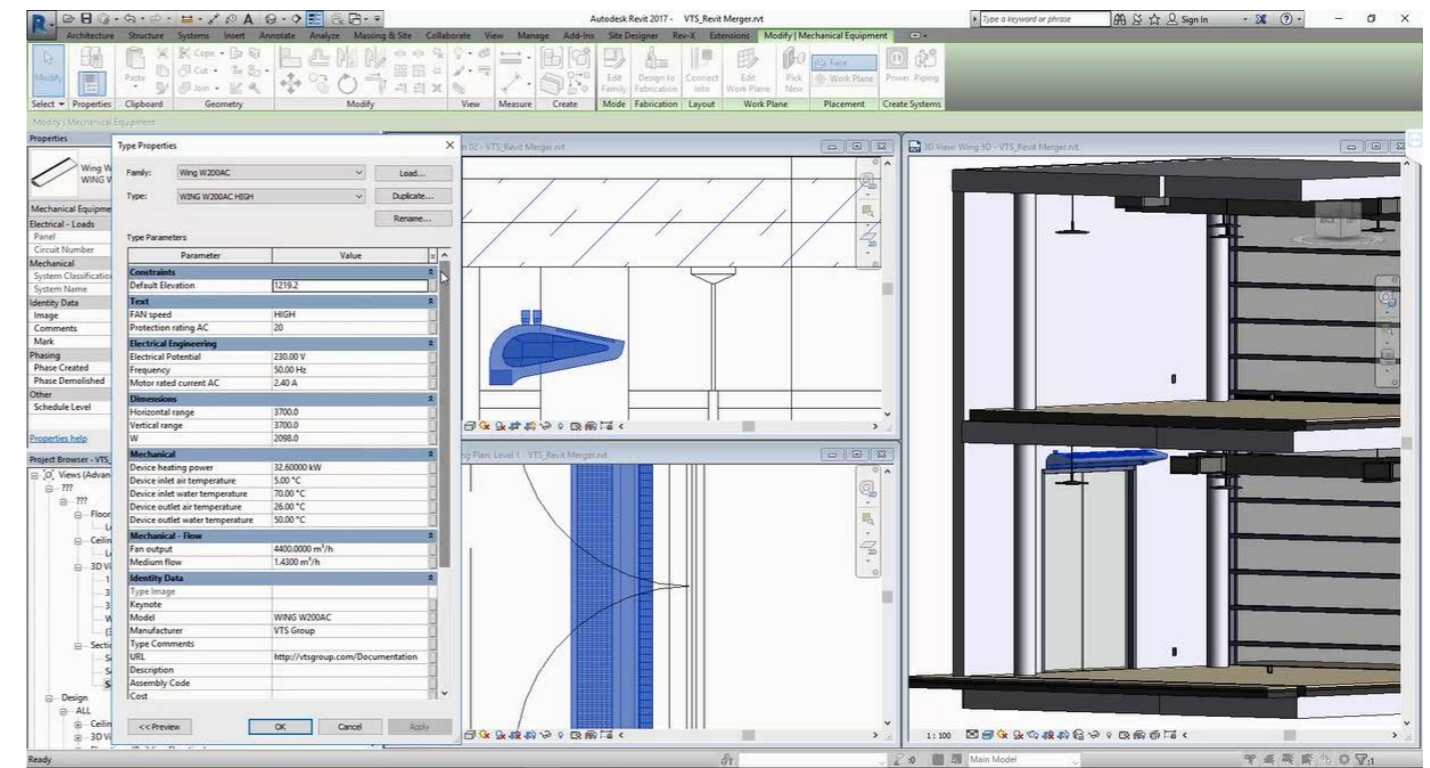 Autodesk Revit 2017 - VTS_Revit Merger.rvt
Type a keyword or phrase
Sign In
Architecture Structure Systems Insert Annotate Analyze Massing & Site Collaborate View Manage Add-Ins Site Designer Rev-X Extensions Modify | Mechanical Equipment
Modify
Paste
Cope
Cut
Join
Edit Family
Design to Fabrication
Connect Into
Edit Work Plane
Pick New
Face
Work Plane
Power Piping
Select Properties Clipboard Geometry Modify View Measure Create Mode Fabrication Layout Work Plane Placement Create Systems
Modify | Mechanical Equipment
Properties
Wing W
WING V
Mechanical Equipme
Electrical - Loads
Panel
Circuit Number
Mechanical
System Classificatio
System Name
Identity Data
Image
Comments
Mark
Phasing
Phase Created
Phase Demolished
Other
Schedule Level
Properties help
Project Browser - VTS_
Views (Advan
???
???
Floor
Ceilin
3D Vi
Sectio
Design
ALL
Ceilin
3D Vi
Type Properties
Family: Wing W200AC Load...
Type: WING W200AC HIGH Duplicate...
Rename...
Type Parameters
Parameter Value =
Constraints
Default Elevation 1219.2
Text
FAN speed HIGH
Protection rating AC 20
Electrical Engineering
Electrical Potential 230.00 V
Frequency 50.00 Hz
Motor rated current AC 2.40 A
Dimensions
Horizontal range 3700.0
Vertical range 3700.0
W 2098.0
Mechanical
Device heating power 32.60000 kW
Device inlet air temperature 5.00 °C
Device inlet water temperature 70.00 °C
Device outlet air temperature 26.00 °C
Device outlet water temperature 50.00 °C
Mechanical - Flow
Fan output 4400.0000 m³/h
Medium flow 1.4300 m³/h
Identity Data
Type Image
Keynote
Model WING W200AC
Manufacturer VTS Group
Type Comments
URL http://vtsgroup.com/Documentation
Description
Assembly Code
Cost
<< Preview OK Cancel Apply
n 02 - VTS_Revit Merger.rvt
ng Plan: Level 1 - VTS_Revit Merger.rvt
3D View: Wing 3D - VTS_Revit Merger.rvt
1 : 100
Ready
:0
Main Model
:1